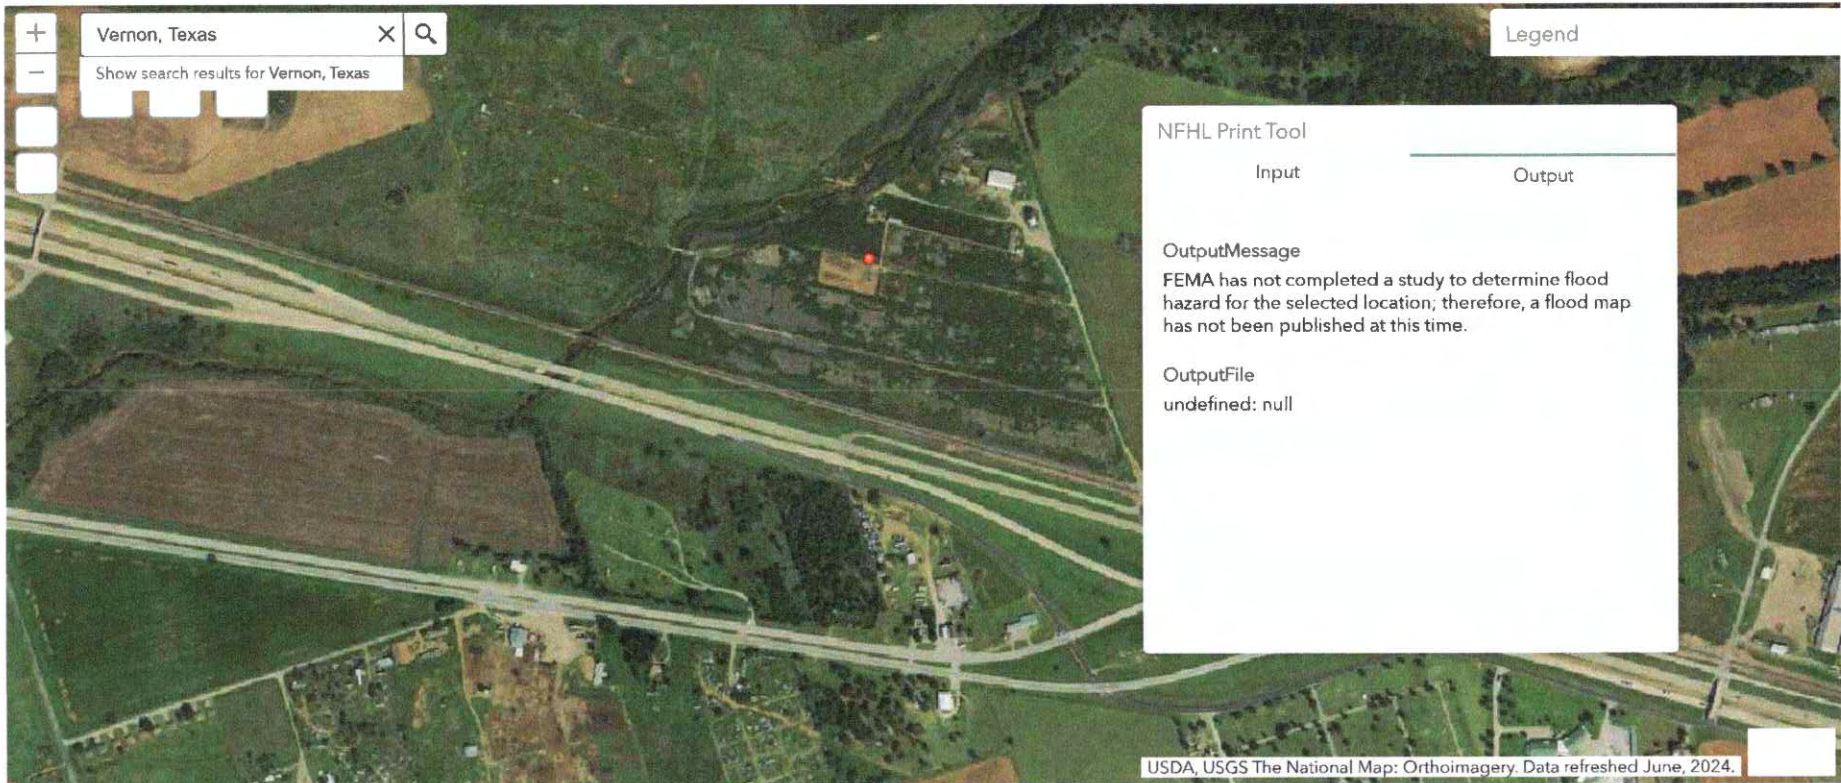 +
Vernon, Texas
Show search results for Vernon, Texas
−
Legend
NFHL Print Tool
Input
Output
OutputMessage
FEMA has not completed a study to determine flood
hazard for the selected location; therefore, a flood map
has not been published at this time.
OutputFile
undefined: null
USDA, USGS The National Map: Orthoimagery. Data refreshed June, 2024.